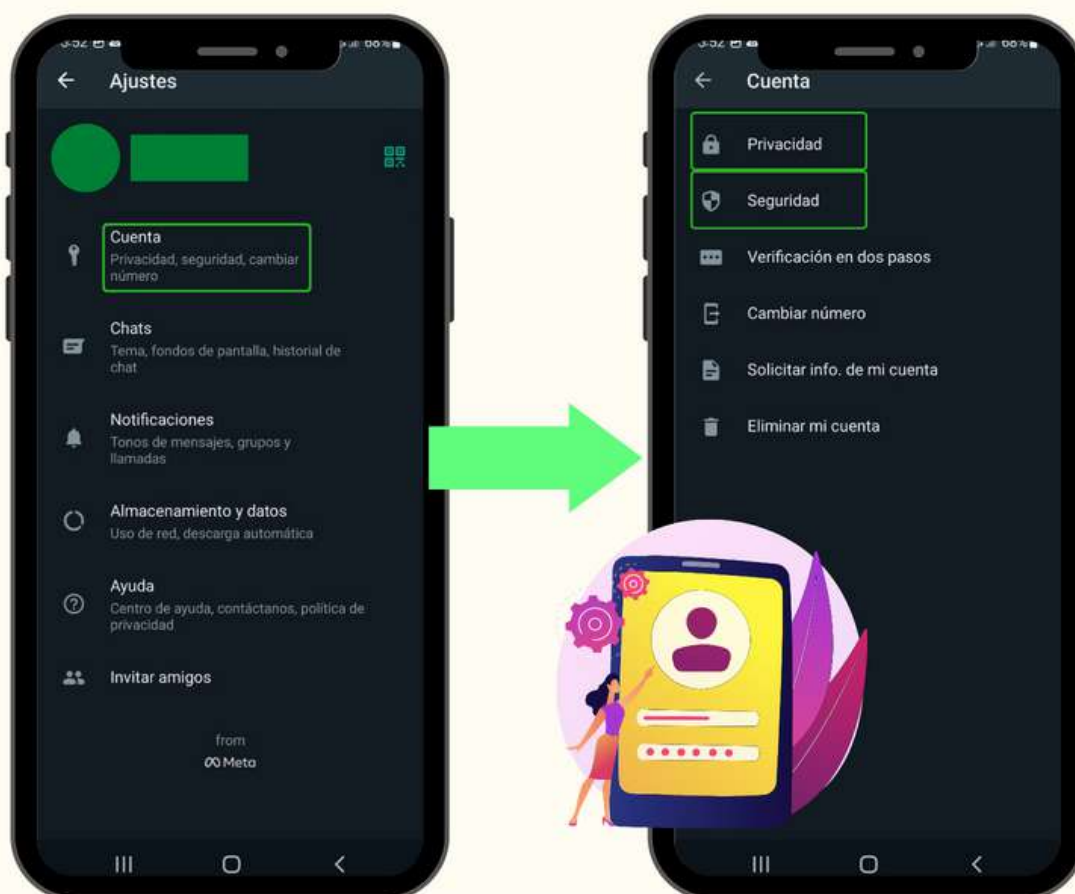 Ajustes
Cuenta
Privacidad, seguridad, cambiar
número
Chats
Tema, fondos de pantalla, historial de
chat
Notificaciones
Tonos de mensajes, grupos y
llamadas
Almacenamiento y datos
Uso de red, descarga automática
Ayuda
Centro de ayuda, contáctanos, política de
privacidad
Invitar amigos
from
Meta
Cuenta
Privacidad
Seguridad
Verificación en dos pasos
Cambiar número
Solicitar info. de mi cuenta
Eliminar mi cuenta